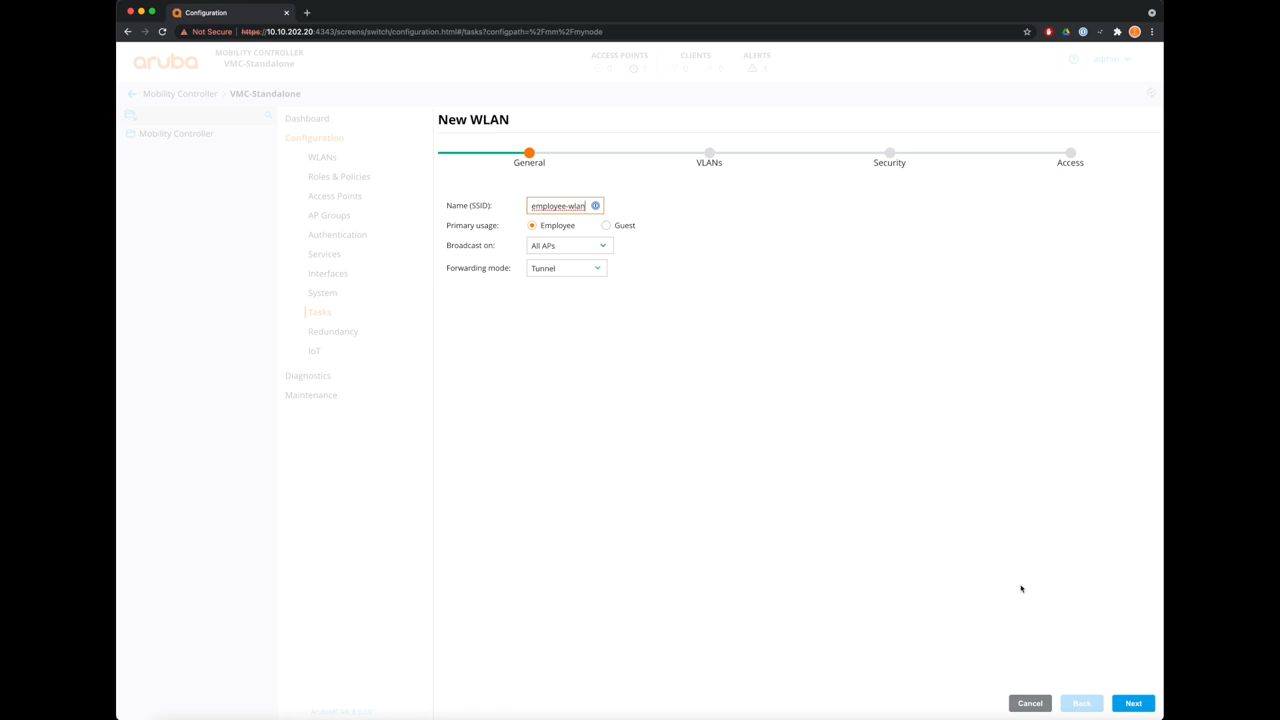 Configuration
Not Secure https://10.10.202.20:4343/screens/switch/configuration.html#/tasks?configpath=%2Fmm%2Fmynode
aruba
MOBILITY CONTROLLER
VMC-Standalone
ACCESS POINTS
CLIENTS
ALERTS
admin
Mobility Controller > VMC-Standalone
Mobility Controller
Dashboard
Configuration
WLANs
Roles & Policies
Access Points
AP Groups
Authentication
Services
Interfaces
System
Tasks
Redundancy
IoT
Diagnostics
Maintenance
New WLAN
General
VLANs
Security
Access
Name (SSID): employee-wlan
Primary usage: Employee Guest
Broadcast on: All APs
Forwarding mode: Tunnel
Cancel
Back
Next